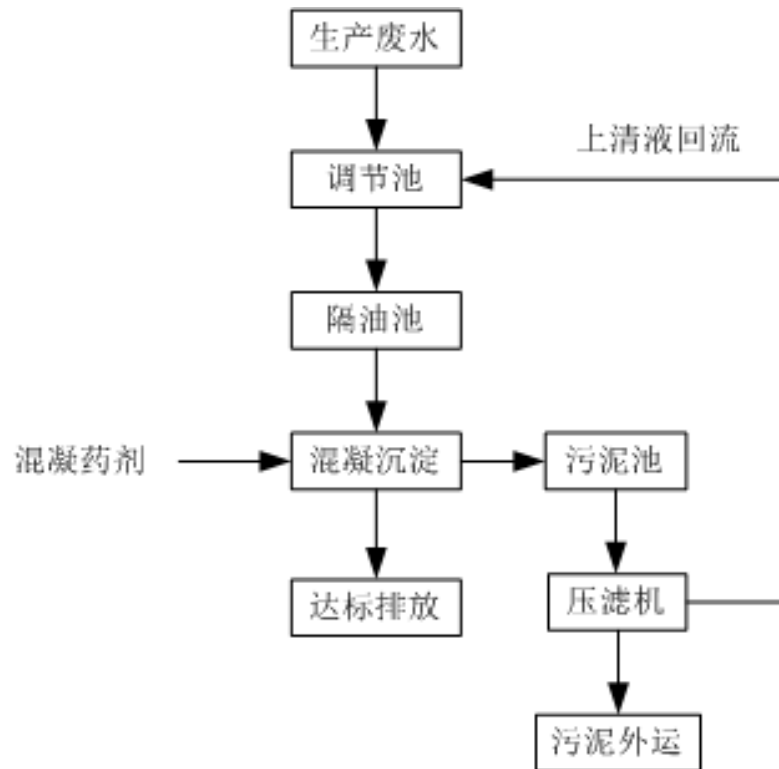 生产废水
上清液回流
调节池
隔油池
混凝药剂
混凝沉淀
污泥池
达标排放
压滤机
污泥外运